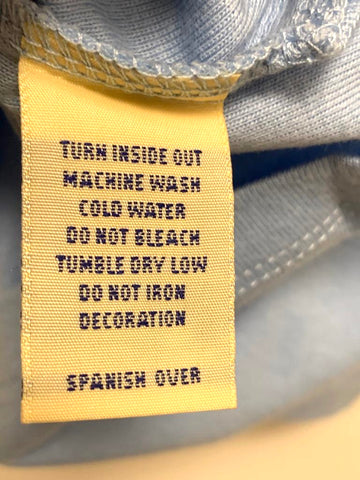 TURN INSIDE OUT
MACHINE WASH
COLD WATER
DO NOT BLEACH
TUMBLE DRY LOW
DO NOT IRON
DECORATION
SPANISH OVER